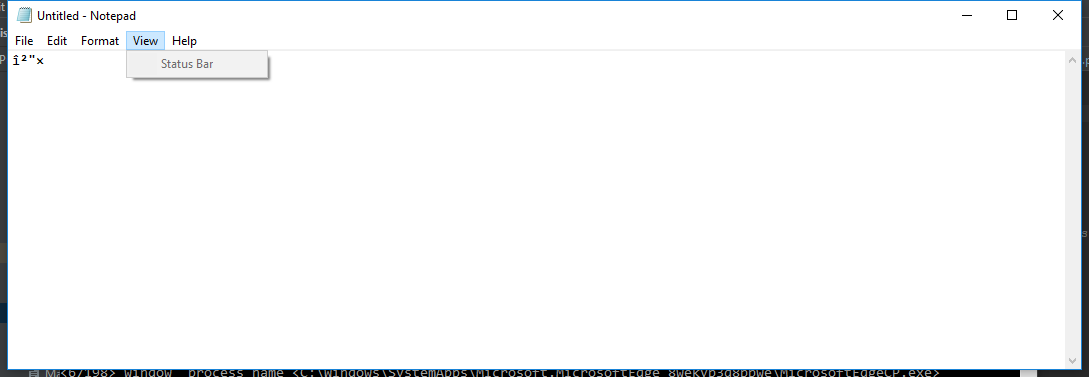 Untitled - Notepad
File Edit Format View Help
Status Bar
î²"x
<6/198> window process name <C:\Windows\SystemApps\Microsoft.MicrosoftEdge_8wekyb3d8bbwe\MicrosoftEdgeCP.exe>